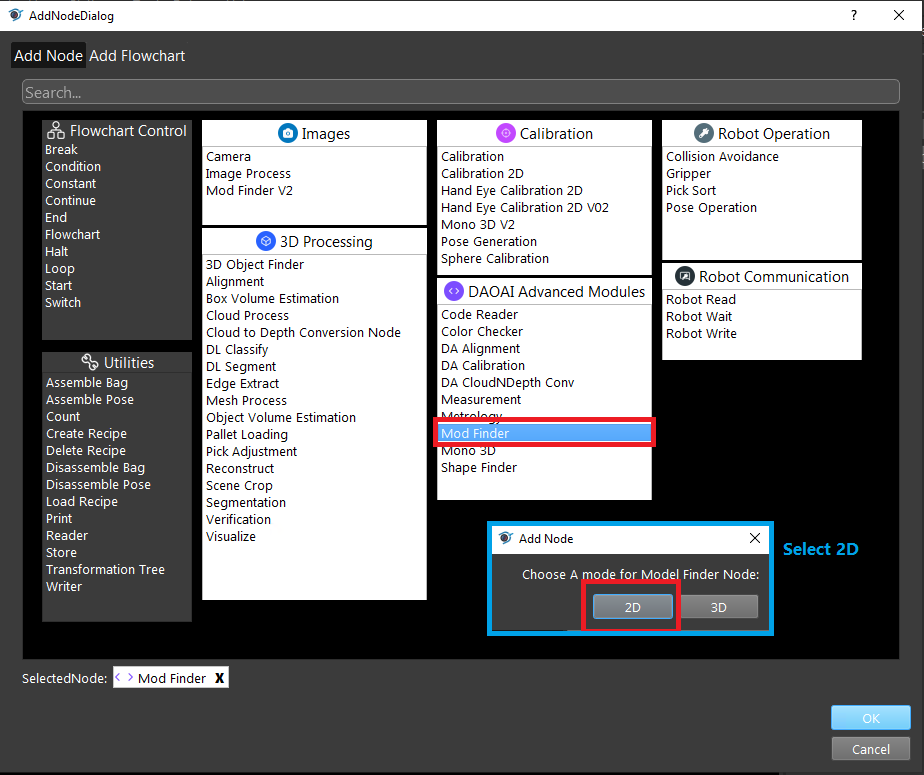 AddNodeDialog
?
Add Node Add Flowchart
Search...
Flowchart Control
Break
Condition
Constant
Continue
End
Flowchart
Halt
Loop
Start
Switch
Utilities
Assemble Bag
Assemble Pose
Count
Create Recipe
Delete Recipe
Disassemble Bag
Disassemble Pose
Load Recipe
Print
Reader
Store
Transformation Tree
Writer
Images
Camera
Image Process
Mod Finder V2
3D Processing
3D Object Finder
Alignment
Box Volume Estimation
Cloud Process
Cloud to Depth Conversion Node
DL Classify
DL Segment
Edge Extract
Mesh Process
Object Volume Estimation
Pallet Loading
Pick Adjustment
Reconstruct
Scene Crop
Segmentation
Verification
Visualize
Calibration
Calibration
Calibration 2D
Hand Eye Calibration 2D
Hand Eye Calibration 2D V02
Mono 3D V2
Pose Generation
Sphere Calibration
DAOAI Advanced Modules
Code Reader
Color Checker
DA Alignment
DA Calibration
DA CloudNDepth Conv
Measurement
Metrology
Mod Finder
Mono 3D
Shape Finder
Robot Operation
Collision Avoidance
Gripper
Pick Sort
Pose Operation
Robot Communication
Robot Read
Robot Wait
Robot Write
Add Node
Choose A mode for Model Finder Node:
2D
3D
Select 2D
SelectedNode: Mod Finder X
OK
Cancel